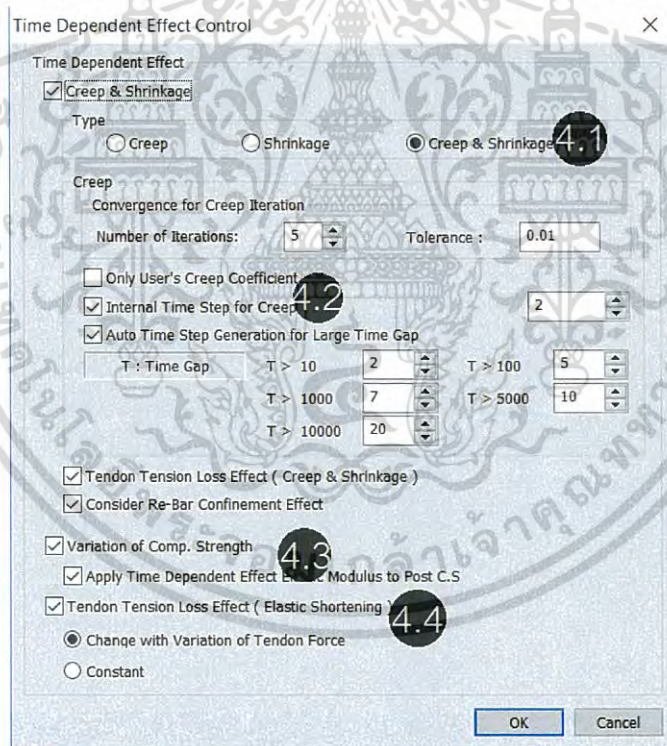 Time Dependent Effect Control
Time Dependent Effect
Creep & Shrinkage
Type
Creep Shrinkage Creep & Shrinkage 4.1
Creep
Convergence for Creep Iteration
Number of Iterations: 5 Tolerance : 0.01
Only User's Creep Coefficient
Internal Time Step for Creep 4.2 2
Auto Time Step Generation for Large Time Gap
T : Time Gap T > 10 2 T > 100 5
T > 1000 7 T > 5000 10
T > 10000 20
Tendon Tension Loss Effect ( Creep & Shrinkage )
Consider Re-Bar Confinement Effect
Variation of Comp. Strength 4.3
Apply Time Dependent Effect Modulus to Post C.S
Tendon Tension Loss Effect ( Elastic Shortening ) 4.4
Change with Variation of Tendon Force
Constant
OK Cancel